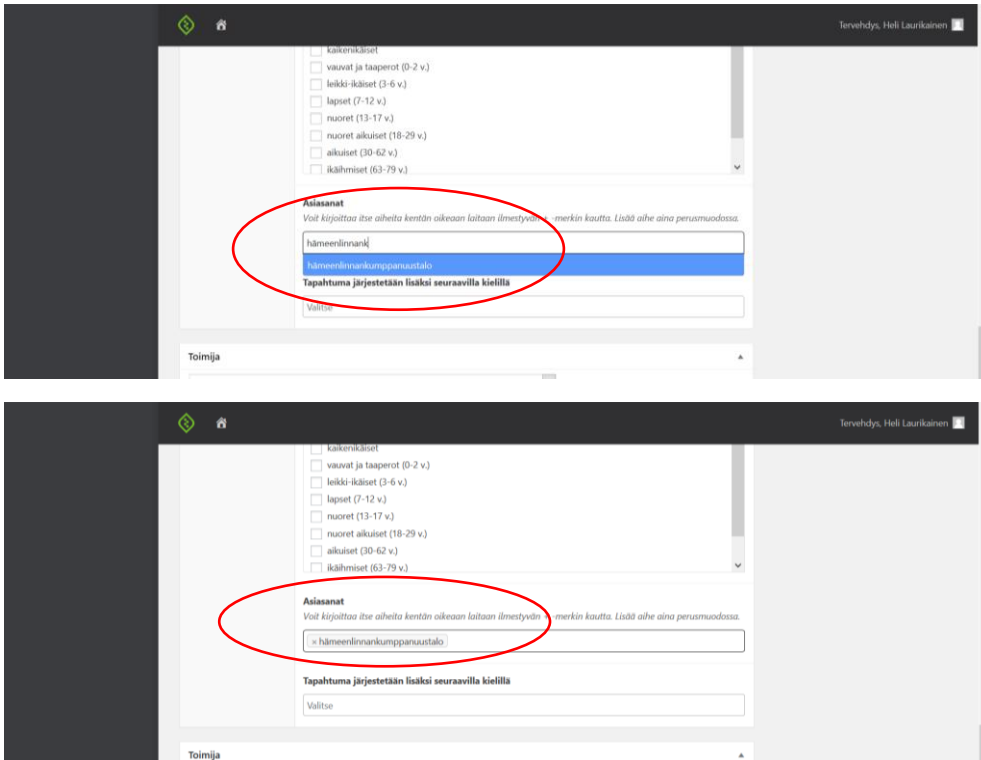 Tervehdys, Heli Laurikainen
kaikenikäiset
vauvat ja taaperot (0-2 v.)
leikki-ikäiset (3-6 v.)
lapset (7-12 v.)
nuoret (13-17 v.)
nuoret aikuiset (18-29 v.)
aikuiset (30-62 v.)
ikäihmiset (63-79 v.)
Asiasanat
Voit kirjoittaa itse aiheita kentän oikeaan laitaan ilmestyvän + -merkin kautta. Lisää aihe aina perusmuodossa.
hämeenlinnank
hämeenlinnankumppanuustalo
Tapahtuma järjestetään lisäksi seuraavilla kielillä
Valitse
Toimija
Tervehdys, Heli Laurikainen
kaikenikäiset
vauvat ja taaperot (0-2 v.)
leikki-ikäiset (3-6 v.)
lapset (7-12 v.)
nuoret (13-17 v.)
nuoret aikuiset (18-29 v.)
aikuiset (30-62 v.)
ikäihmiset (63-79 v.)
Asiasanat
Voit kirjoittaa itse aiheita kentän oikeaan laitaan ilmestyvän + -merkin kautta. Lisää aihe aina perusmuodossa.
× hämeenlinnankumppanuustalo
Tapahtuma järjestetään lisäksi seuraavilla kielillä
Valitse
Toimija